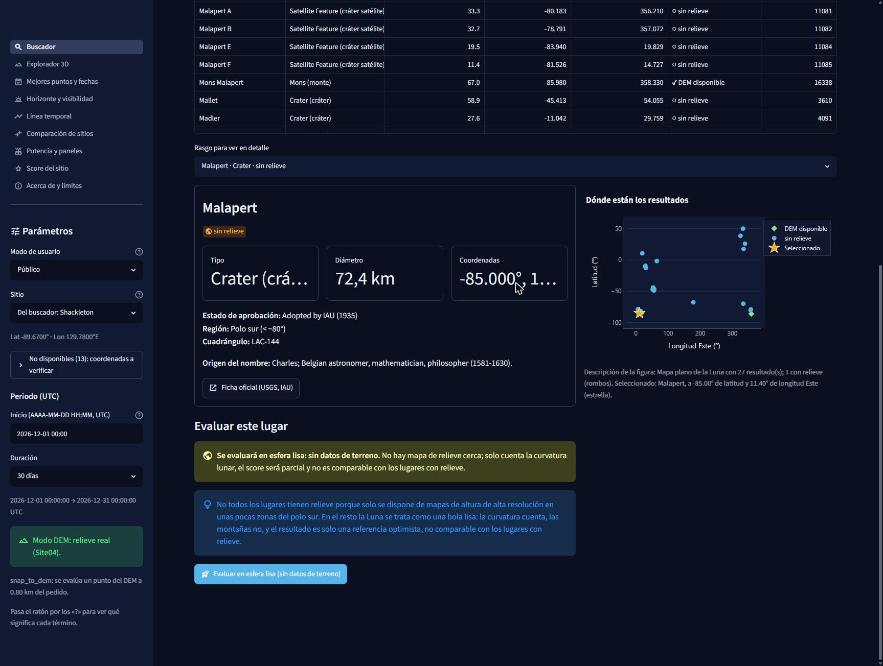 Buscador
Explorador 3D
Mejores puntos y fechas
Horizonte y visibilidad
Línea temporal
Comparación de sitios
Potencia y paneles
Score del sitio
Acerca de y límites
Parámetros
Modo de usuario
Público
Sitio
Del buscador: Shackleton
Lat -89.6700° · Lon 129.7800°E
No disponibles (13): coordenadas a
verificar
Periodo (UTC)
Inicio (AAAA-MM-DD HH:MM, UTC)
2026-12-01 00:00
Duración
30 días
2026-12-01 00:00:00 → 2026-12-31 00:00:00
UTC
Modo DEM: relieve real
(Site04).
snap_to_dem: se evalúa un punto del DEM a
0.80 km del pedido.
Pasa el ratón por los «?» para ver qué
significa cada término.
Malapert A Satellite Feature (cráter satélite) 33.3 -80.183 356.210 sin relieve 11081
Malapert B Satellite Feature (cráter satélite) 32.7 -78.791 357.072 sin relieve 11082
Malapert E Satellite Feature (cráter satélite) 19.5 -83.940 19.829 sin relieve 11084
Malapert F Satellite Feature (cráter satélite) 11.4 -81.526 14.727 sin relieve 11085
Mons Malapert Mons (monte) 67.0 -85.980 358.330 ✓ DEM disponible 16338
Mallet Crater (cráter) 58.9 -45.413 54.055 sin relieve 3610
Madler Crater (cráter) 27.6 -11.042 29.759 sin relieve 4091
Rasgo para ver en detalle
Malapert · Crater · sin relieve
Malapert
sin relieve
Tipo
Crater (crá…
Diámetro
72,4 km
Coordenadas
-85.000°, 1…
Estado de aprobación: Adopted by IAU (1935)
Región: Polo sur (< −80°)
Cuadrángulo: LAC-144
Origen del nombre: Charles; Belgian astronomer, mathematician, philosopher (1581-1630).
Ficha oficial (USGS, IAU)
Dónde están los resultados
DEM disponible
sin relieve
Seleccionado
50
0
−50
−100
Latitud (°)
0 100 200 300
Longitud Este (°)
Descripción de la figura: Mapa plano de la Luna con 27 resultado(s); 1 con relieve
(rombos). Seleccionado: Malapert, a -85.00° de latitud y 11.40° de longitud Este
(estrella).
Evaluar este lugar
Se evaluará en esfera lisa: sin datos de terreno. No hay mapa de relieve cerca; solo cuenta la curvatura
lunar, el score será parcial y no es comparable con los lugares con relieve.
No todos los lugares tienen relieve porque solo se dispone de mapas de altura de alta resolución en
unas pocas zonas del polo sur. En el resto la Luna se trata como una bola lisa: la curvatura cuenta, las
montañas no, y el resultado es solo una referencia optimista, no comparable con los lugares con
relieve.
Evaluar en esfera lisa (sin datos de terreno)